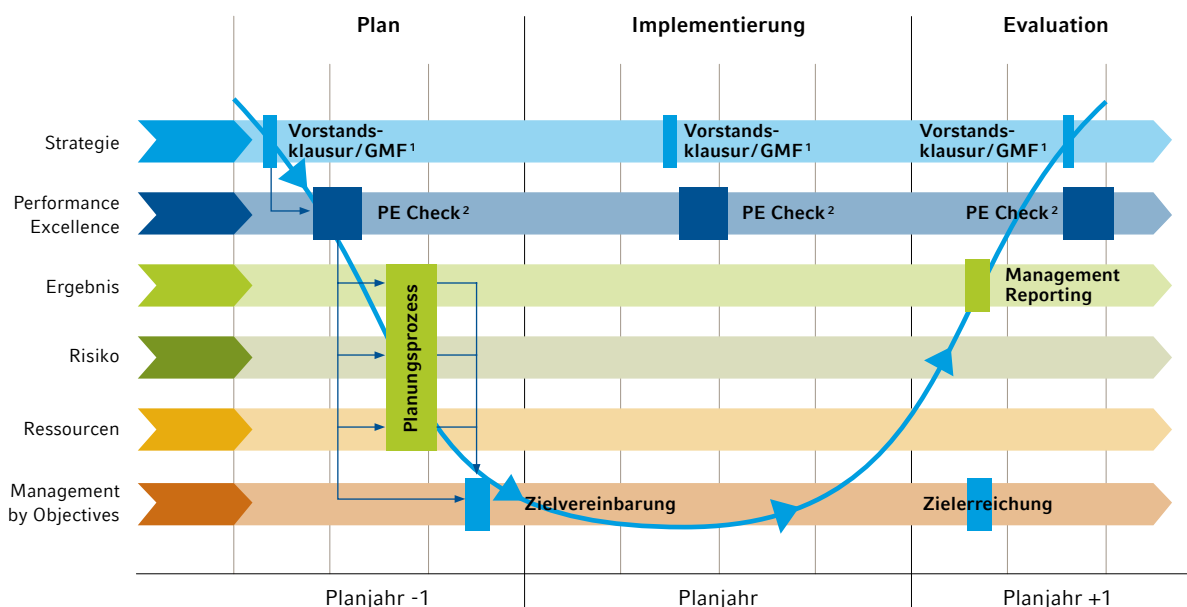 Plan
Implementierung
Evaluation
Strategie
Vorstands-
klausur/GMF¹
Vorstands-
klausur/GMF¹
Vorstands-
klausur/GMF¹
Performance
Excellence
PE Check²
PE Check²
PE Check²
Ergebnis
Management
Reporting
Planungsprozess
Risiko
Ressourcen
Management
by Objectives
Zielvereinbarung
Zielerreichung
Planjahr -1
Planjahr
Planjahr +1